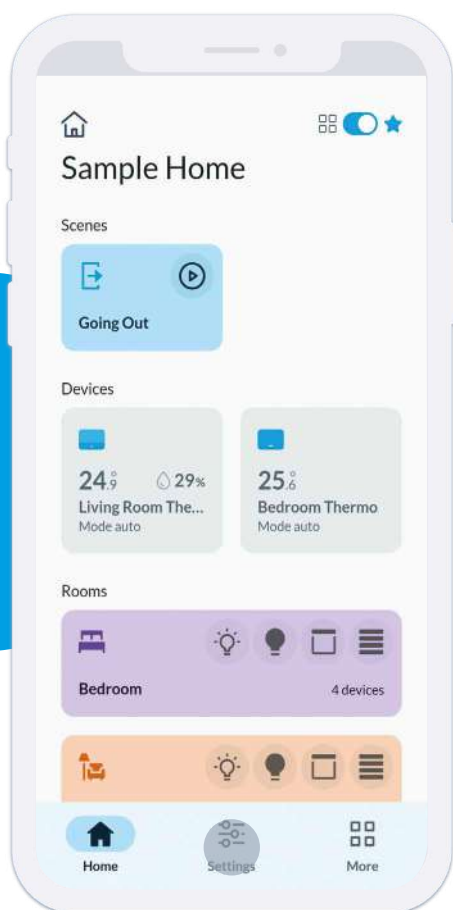 Sample Home
Scenes
Going Out
Devices
24.9° 29%
Living Room The...
Mode auto
25.6°
Bedroom Thermo
Mode auto
Rooms
Bedroom 4 devices
Home Settings More